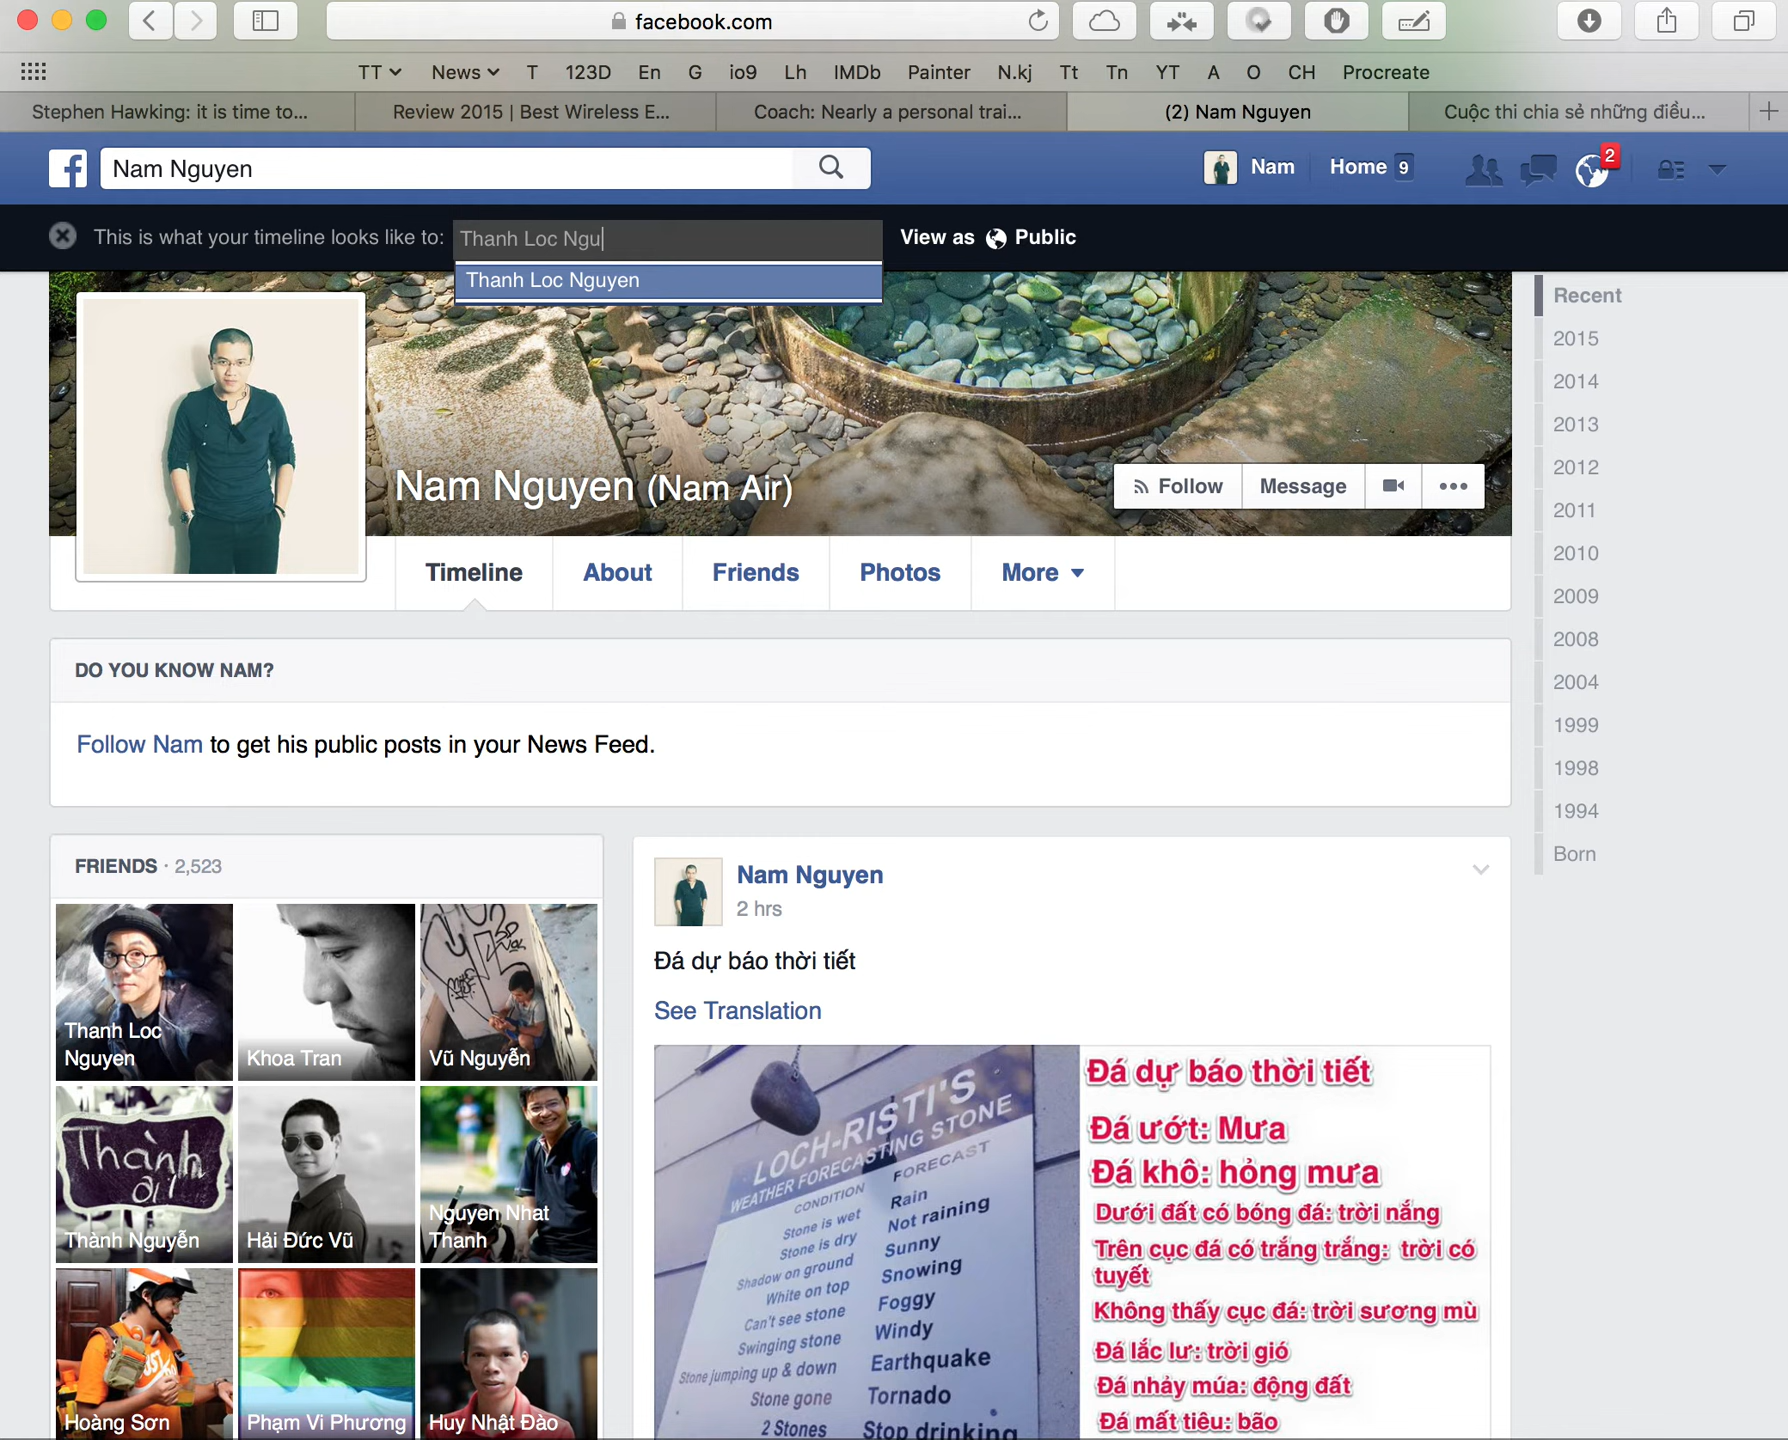 facebook.com
TT News T 123D En G io9 Lh IMDb Painter N.kj Tt Tn YT A O CH Procreate
Stephen Hawking: it is time to... Review 2015 | Best Wireless E... Coach: Nearly a personal trai... (2) Nam Nguyen Cuộc thi chia sẻ những điều...
Nam Nguyen
Nam Home 9 2
This is what your timeline looks like to: Thanh Loc Ngu View as Public
Thanh Loc Nguyen
Nam Nguyen (Nam Air)
Follow Message
Timeline About Friends Photos More
Recent
2015
2014
2013
2012
2011
2010
2009
2008
2004
1999
1998
1994
Born
DO YOU KNOW NAM?
Follow Nam to get his public posts in your News Feed.
FRIENDS · 2,523
Thanh Loc
Nguyen
Khoa Tran
Vũ Nguyễn
Thành
ơi
Thành Nguyễn
Hải Đức Vũ
Nguyen Nhat
Thanh
Hoàng Sơn
Phạm Vi Phương
Huy Nhật Đào
Nam Nguyen
2 hrs
Đá dự báo thời tiết
See Translation
LOCH-RISTI'S
WEATHER FORECASTING STONE
CONDITION FORECAST
Stone is wet Rain
Stone is dry Not raining
Shadow on ground Sunny
White on top Snowing
Can't see stone Foggy
Swinging stone Windy
Stone jumping up & down Earthquake
Stone gone Tornado
2 Stones Stop drinking
Đá dự báo thời tiết
Đá ướt: Mưa
Đá khô: hỏng mưa
Dưới đất có bóng đá: trời nắng
Trên cục đá có trắng trắng: trời có
tuyết
Không thấy cục đá: trời sương mù
Đá lắc lư: trời gió
Đá nhảy múa: động đất
Đá mất tiêu: bão